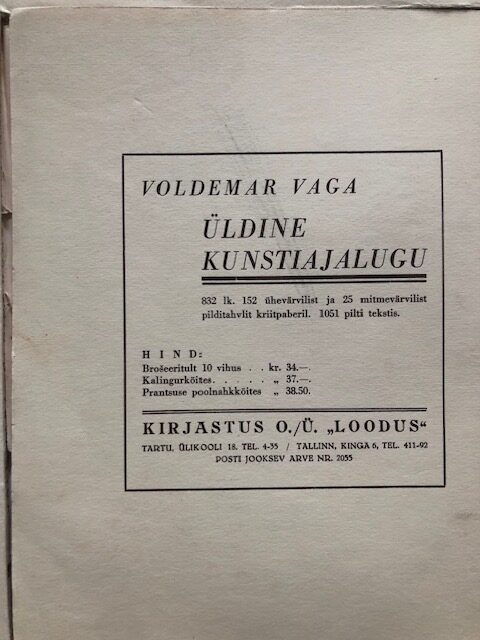 VOLDEMAR VAGA
ÜLDINE
KUNSTIAJALUGU
832 lk. 152 ühevärvilist ja 25 mitmevärvilist
pilditahvlit kriitpaberil. 1051 pilti tekstis.
HIND:
Brošeeritult 10 vihus . . kr. 34.—.
Kalingurköites . . . . . „ 37.—.
Prantsuse poolnahkköites „ 38.50.
KIRJASTUS O./Ü. „LOODUS“
TARTU, ÜLIKOOLI 18. TEL. 4-35 / TALLINN, KINGA 6, TEL. 411-92
POSTI JOOKSEV ARVE NR. 2055